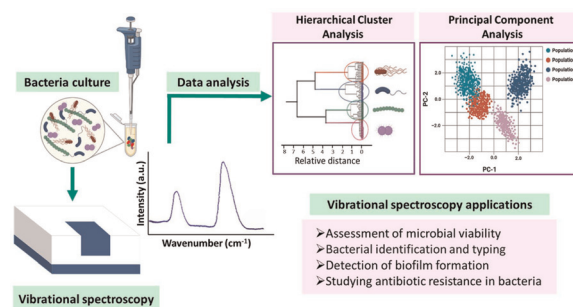 Bacteria culture
Data analysis
Hierarchical Cluster
Analysis
8 7 6 5 4 3 2 1 0
Relative distance
Principal Component
Analysis
Population
Population
Population
Population
PC-2
3.0
0.0
-3.0
-2.0 0.0 2.0
PC-1
Intensity (a.u.)
Wavenumber (cm⁻¹)
Vibrational spectroscopy
Vibrational spectroscopy applications
➢Assessment of microbial viability
➢Bacterial identification and typing
➢Detection of biofilm formation
➢Studying antibiotic resistance in bacteria